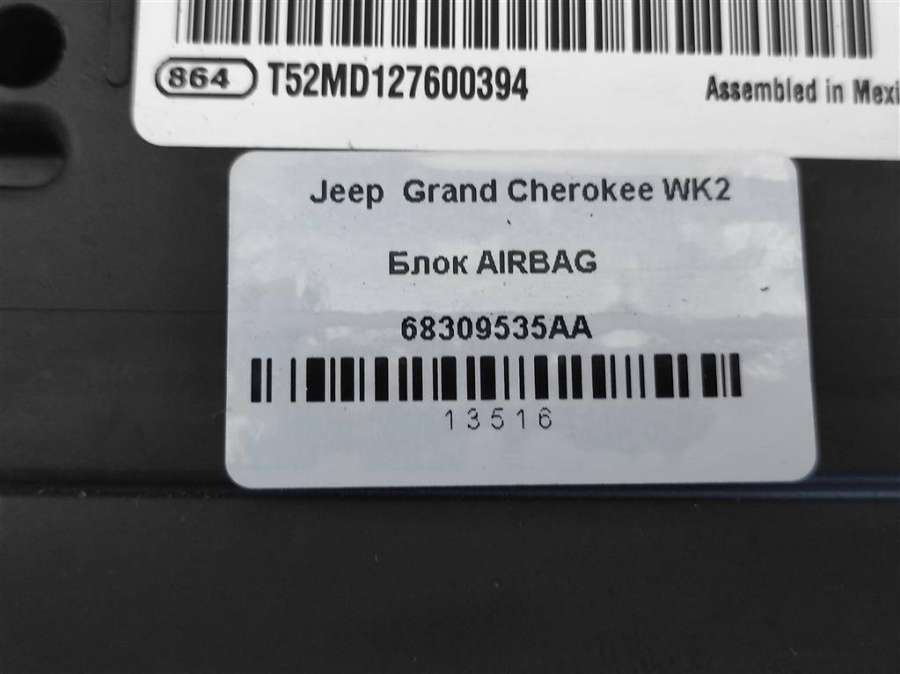 864 T52MD127600394 Assembled in Mexi
Jeep Grand Cherokee WK2
Блок AIRBAG
68309535AA
13516